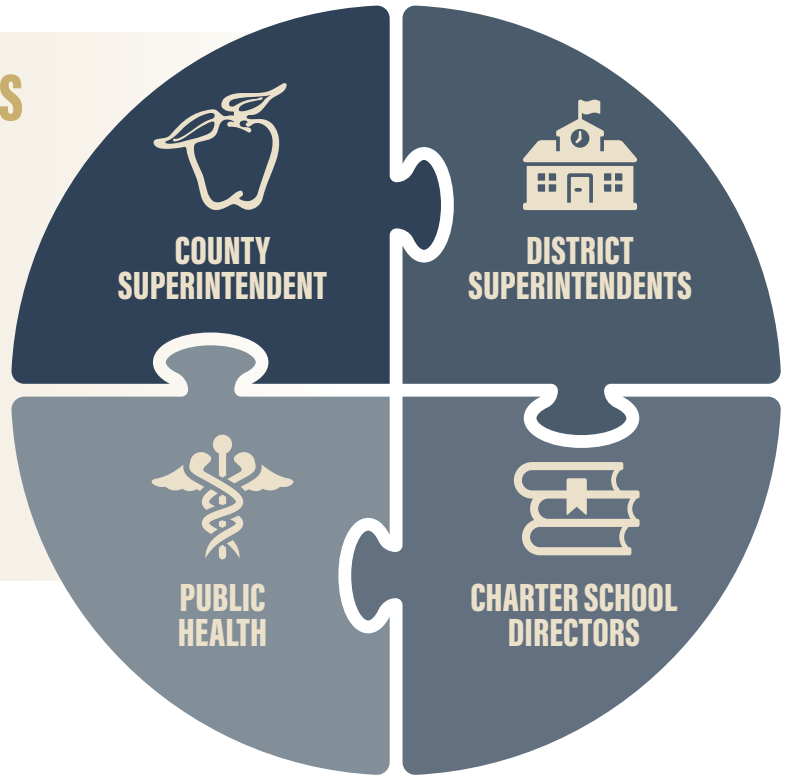 S
COUNTY
SUPERINTENDENT
DISTRICT
SUPERINTENDENTS
PUBLIC
HEALTH
CHARTER SCHOOL
DIRECTORS